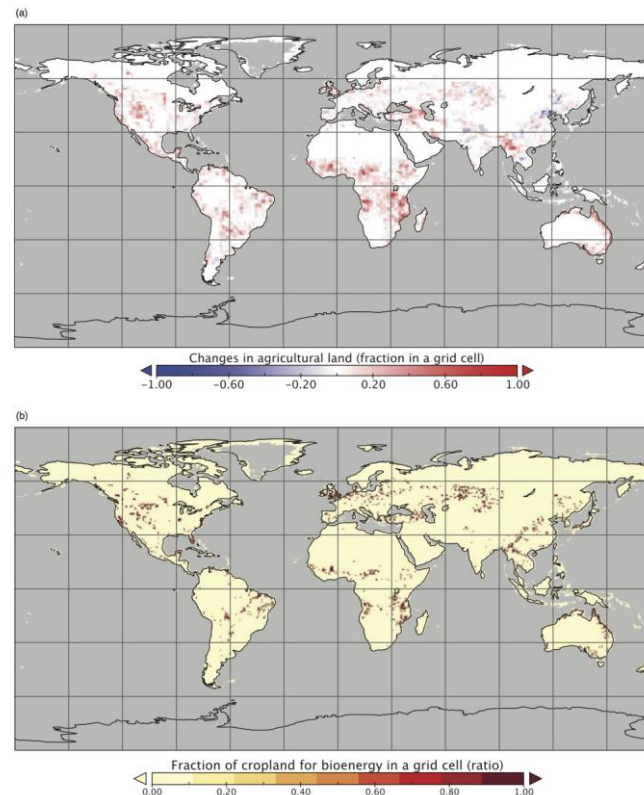 (a)
Changes in agricultural land (fraction in a grid cell)
−1.00 −0.60 −0.20 0.20 0.60 1.00
(b)
Fraction of cropland for bioenergy in a grid cell (ratio)
0.00 0.20 0.40 0.60 0.80 1.00